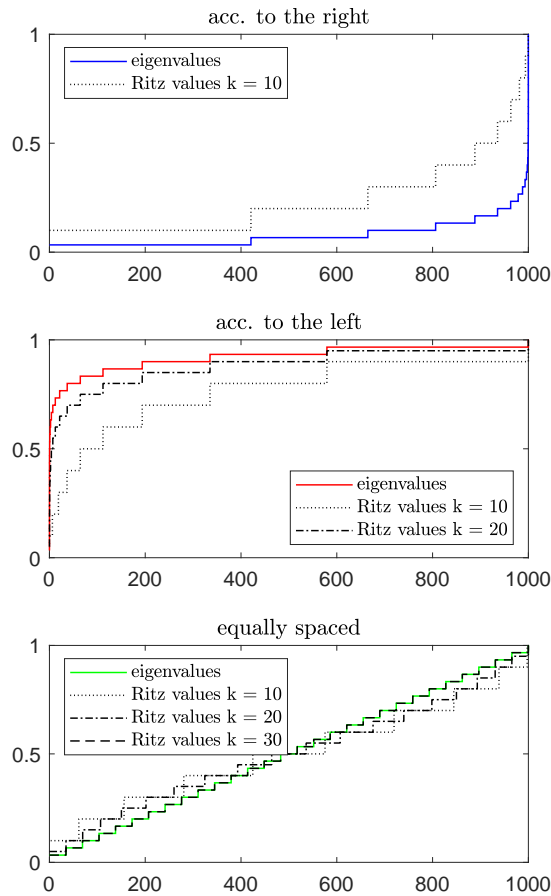 acc. to the right
1
eigenvalues
Ritz values k = 10
0.5
0
0 200 400 600 800 1000
acc. to the left
1
0.5
eigenvalues
Ritz values k = 10
Ritz values k = 20
0
0 200 400 600 800 1000
equally spaced
1
eigenvalues
Ritz values k = 10
Ritz values k = 20
Ritz values k = 30
0.5
0
0 200 400 600 800 1000